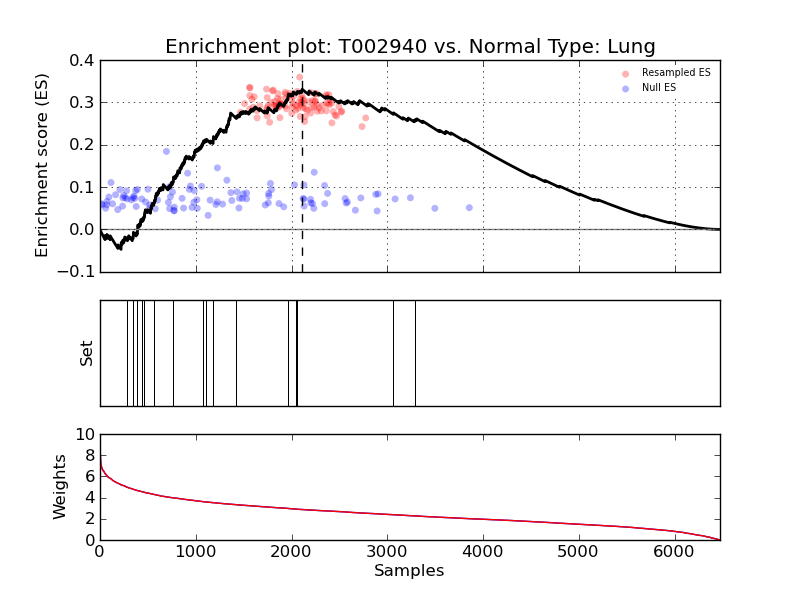 Enrichment plot: T002940 vs. Normal Type: Lung
0.4
0.3
0.2
0.1
0.0
−0.1
Enrichment score (ES)
Resampled ES
Null ES
Set
10
8
6
4
2
0
Weights
0 1000 2000 3000 4000 5000 6000
Samples